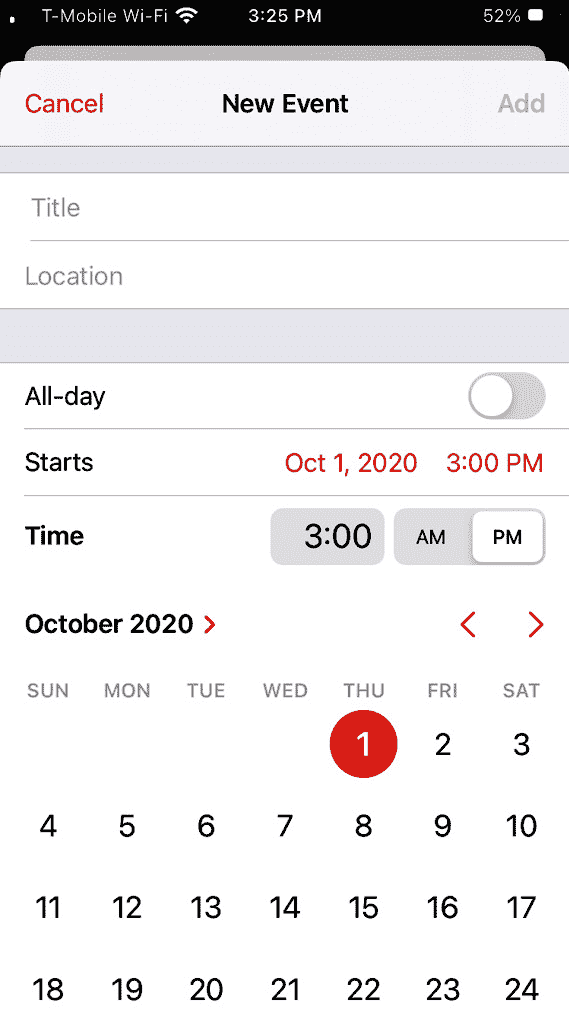 T-Mobile Wi-Fi 3:25 PM 52%
Cancel New Event Add
Title
Location
All-day
Starts Oct 1, 2020 3:00 PM
Time 3:00 AM PM
October 2020
SUN MON TUE WED THU FRI SAT
1 2 3
4 5 6 7 8 9 10
11 12 13 14 15 16 17
18 19 20 21 22 23 24